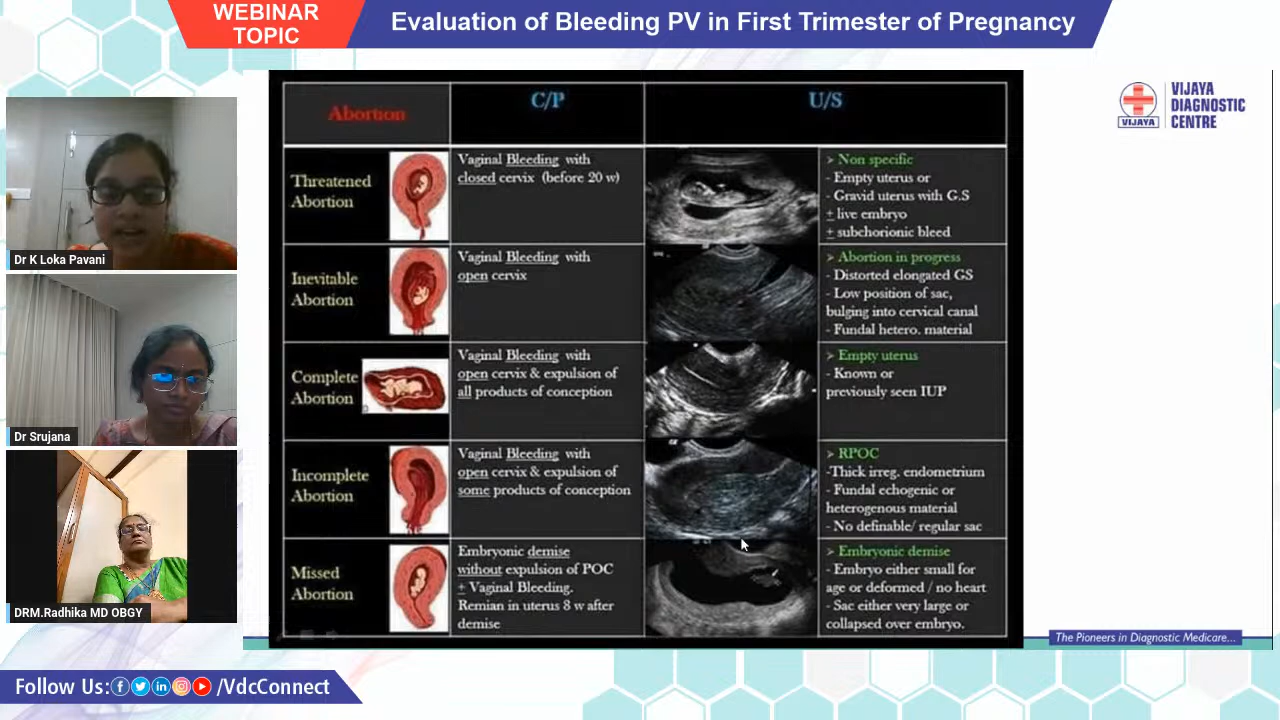 WEBINAR
TOPIC
Evaluation of Bleeding PV in First Trimester of Pregnancy
VIJAYA
VIJAYA
DIAGNOSTIC
CENTRE
Dr K Loka Pavani
Dr Srujana
DRM.Radhika MD OBGY
Abortion
C/P
U/S
Threatened
Abortion
Vaginal Bleeding with
closed cervix (before 20 w)
➢ Non specific
- Empty uterus or
- Gravid uterus with G.S
± live embryo
± subchorionic bleed
Inevitable
Abortion
Vaginal Bleeding with
open cervix
➢ Abortion in progress
- Distorted elongated GS
- Low position of sac,
bulging into cervical canal
- Fundal hetero. material
Complete
Abortion
Vaginal Bleeding with
open cervix & expulsion of
all products of conception
➢ Empty uterus
- Known or
previously seen IUP
Incomplete
Abortion
Vaginal Bleeding with
open cervix & expulsion of
some products of conception
➢ RPOC
-Thick irreg. endometrium
- Fundal echogenic or
heterogenous material
- No definable/ regular sac
Missed
Abortion
Embryonic demise
without expulsion of POC
± Vaginal Bleeding.
Remian in uterus 8 w after
demise
➢ Embryonic demise
- Embryo either small for
age or deformed / no heart
- Sac either very large or
collapsed over embryo.
The Pioneers in Diagnostic Medicare...
Follow Us: /VdcConnect